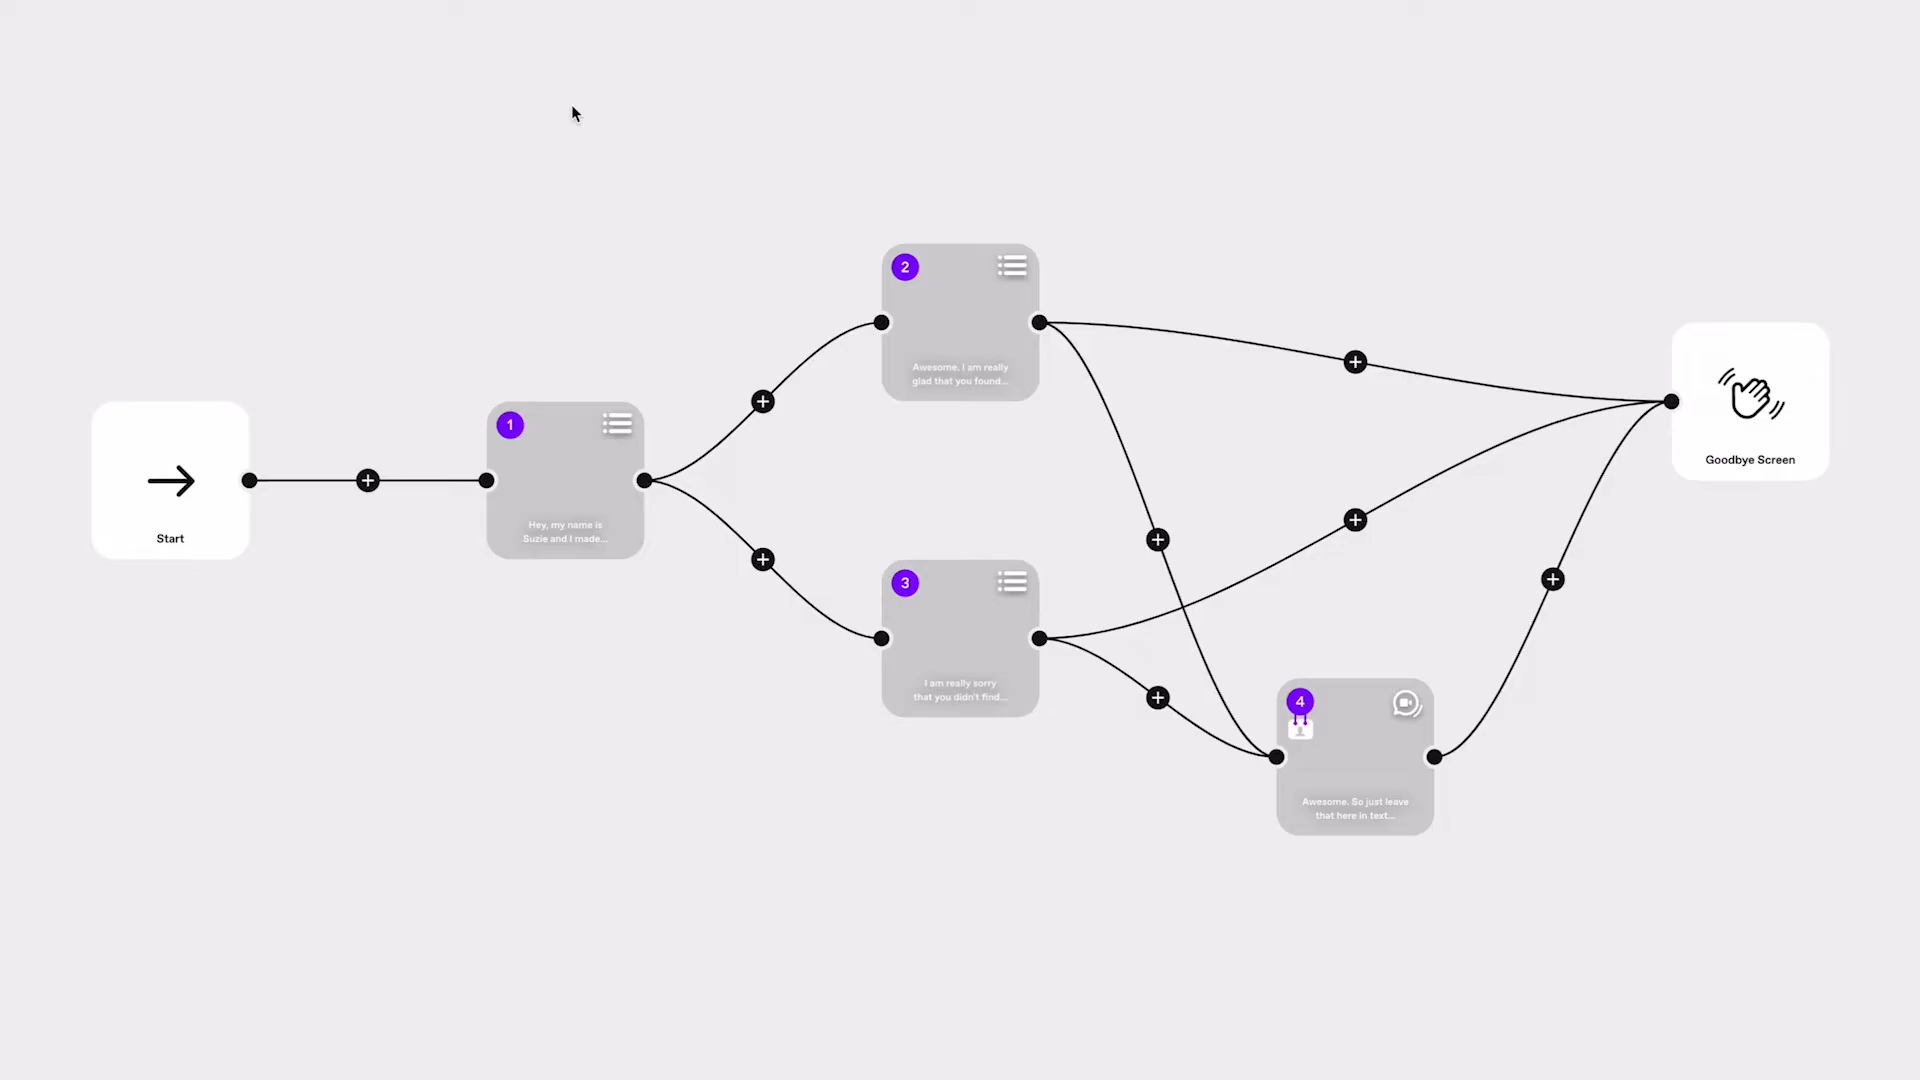 Start
1
Hey, my name is
Suzie and I made...
2
Awesome. I am really
glad that you found...
3
I am really sorry
that you didn't find...
4
Awesome. So just leave
that here in text...
Goodbye Screen